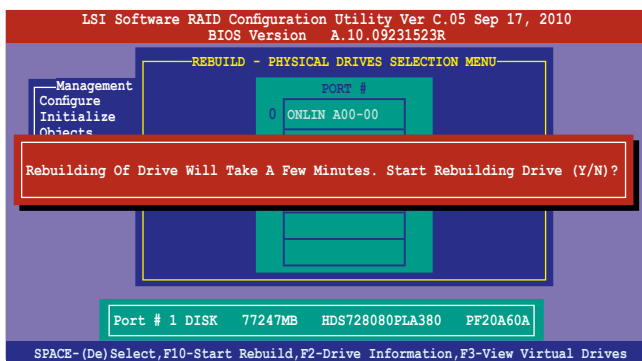 LSI Software RAID Configuration Utility Ver C.05 Sep 17, 2010
BIOS Version A.10.09231523R
REBUILD - PHYSICAL DRIVES SELECTION MENU
Management
PORT #
Configure
0 ONLIN A00-00
Initialize
Objects
Rebuilding Of Drive Will Take A Few Minutes. Start Rebuilding Drive (Y/N)?
Port # 1 DISK 77247MB HDS728080PLA380 PF20A60A
SPACE-(De)Select,F10-Start Rebuild,F2-Drive Information,F3-View Virtual Drives